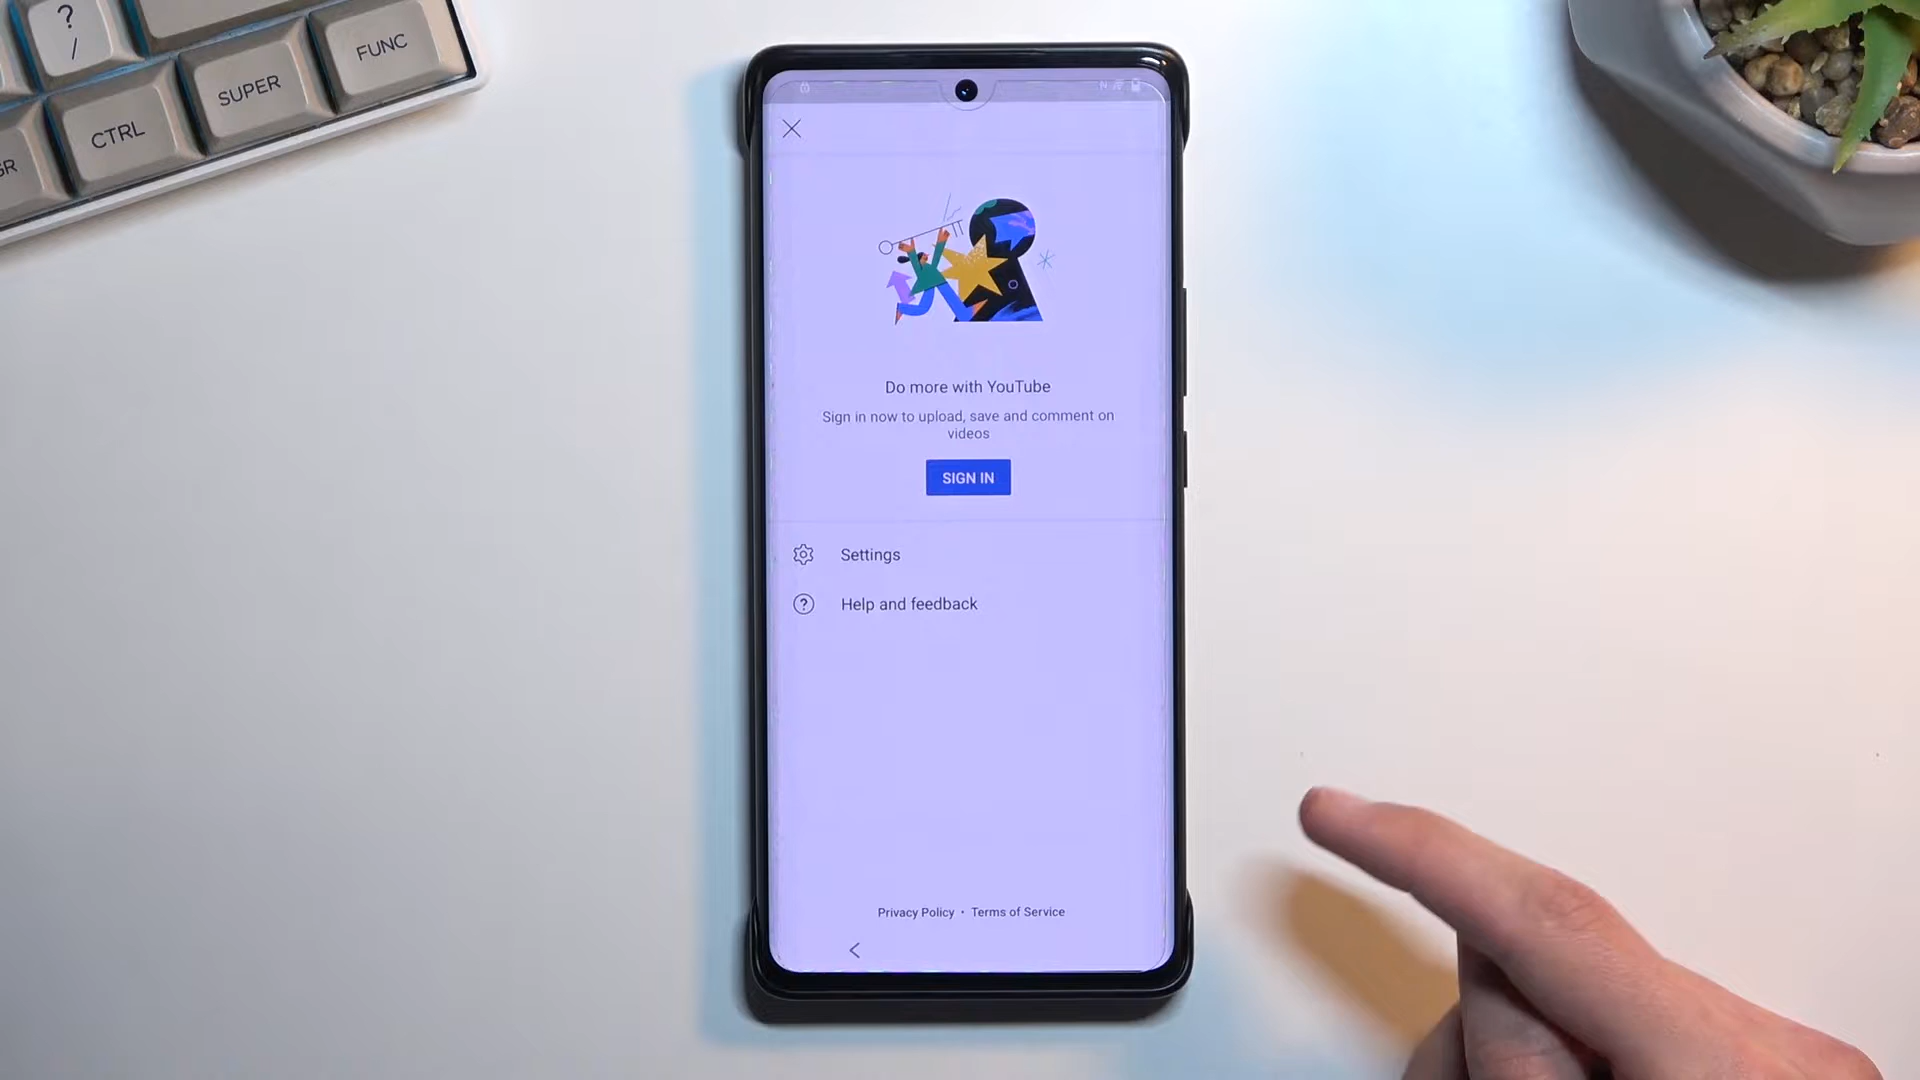 ?
/
FUNC
SUPER
CTRL
GR
Do more with YouTube
Sign in now to upload, save and comment on
videos
SIGN IN
Settings
? Help and feedback
Privacy Policy • Terms of Service